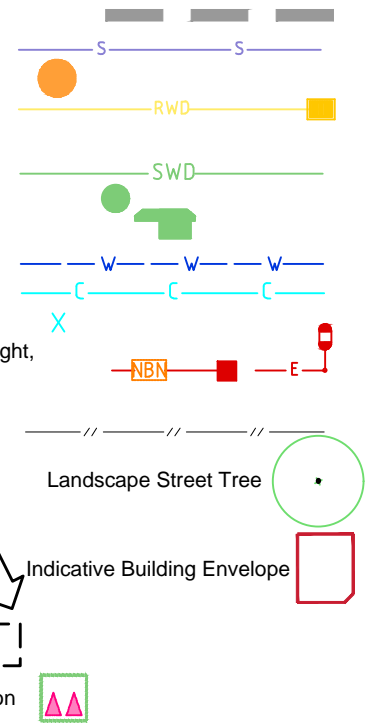 S S
RWD
SWD
W W W
C C C
X
ght,
NBN E
// // //
Landscape Street Tree
Indicative Building Envelope
on